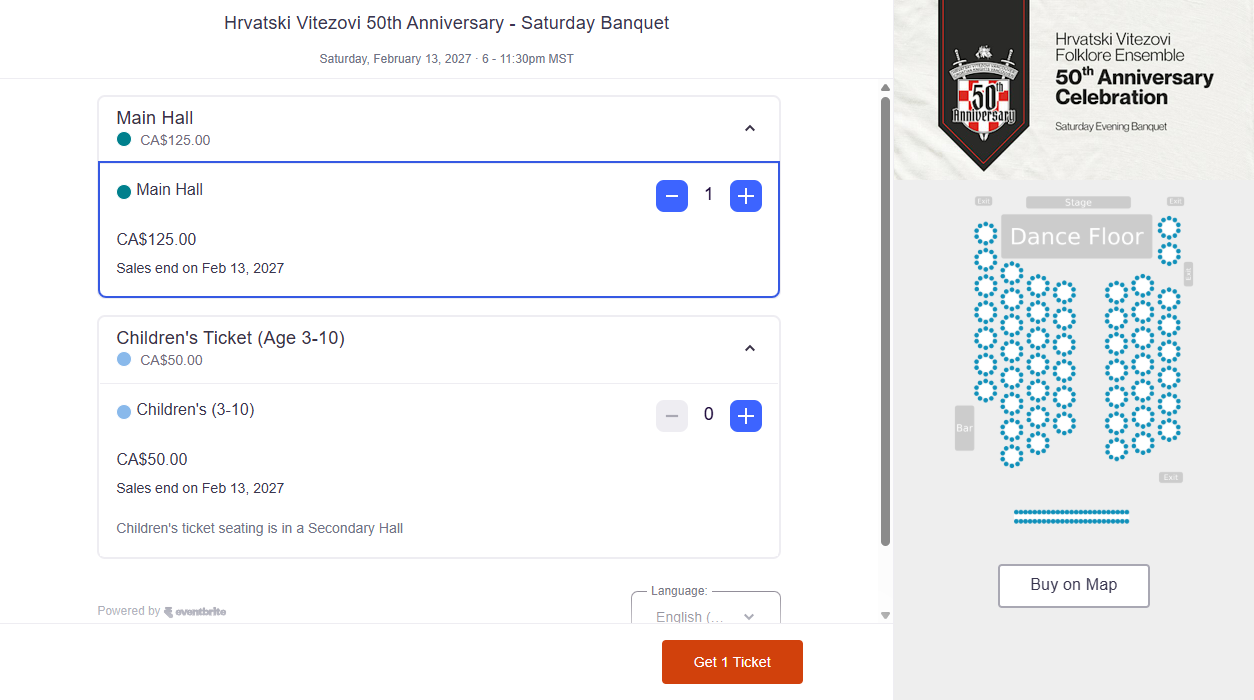 Hrvatski Vitezovi 50th Anniversary - Saturday Banquet
Saturday, February 13, 2027 · 6 - 11:30pm MST
Main Hall
CA$125.00
Main Hall
1
CA$125.00
Sales end on Feb 13, 2027
Children's Ticket (Age 3-10)
CA$50.00
Children's (3-10)
0
CA$50.00
Sales end on Feb 13, 2027
Children's ticket seating is in a Secondary Hall
Powered by eventbrite
Language:
English (...
Get 1 Ticket
50th
Anniversary
Hrvatski Vitezovi
Folklore Ensemble
50th Anniversary
Celebration
Saturday Evening Banquet
Exit
Stage
Exit
Dance Floor
Exit
Bar
Exit
Buy on Map